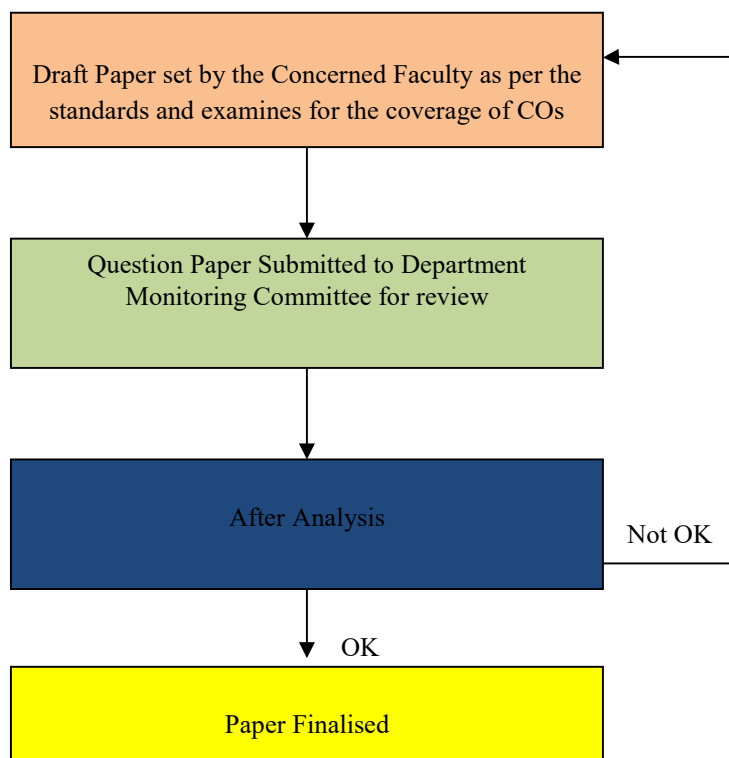 Draft Paper set by the Concerned Faculty as per the
standards and examines for the coverage of COs
Question Paper Submitted to Department
Monitoring Committee for review
After Analysis
Not OK
OK
Paper Finalised